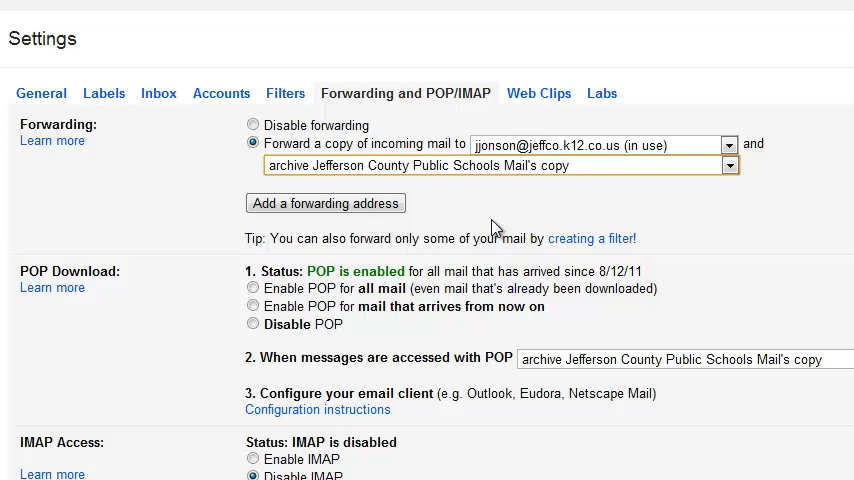 Settings
General Labels Inbox Accounts Filters Forwarding and POP/IMAP Web Clips Labs
Forwarding: Disable forwarding
Learn more Forward a copy of incoming mail to jjonson@jeffco.k12.co.us (in use) and
archive Jefferson County Public Schools Mail's copy
Add a forwarding address
Tip: You can also forward only some of your mail by creating a filter!
POP Download: 1. Status: POP is enabled for all mail that has arrived since 8/12/11
Learn more Enable POP for all mail (even mail that's already been downloaded)
Enable POP for mail that arrives from now on
Disable POP
2. When messages are accessed with POP archive Jefferson County Public Schools Mail's copy
3. Configure your email client (e.g. Outlook, Eudora, Netscape Mail)
Configuration instructions
IMAP Access: Status: IMAP is disabled
Enable IMAP
Learn more Disable IMAP